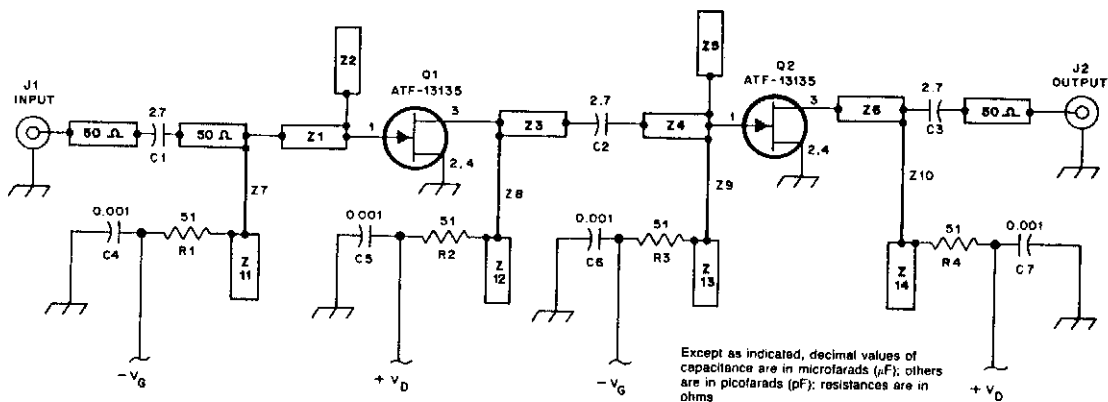 J1
INPUT
50 Ω
2.7
C1
50 Ω
Z1
Z2
Q1
ATF-13135
1
3
2,4
Z3
2.7
C2
Z4
Z5
Q2
ATF-13135
1
3
2,4
Z6
2.7
C3
50 Ω
J2
OUTPUT
Z7
Z8
Z9
Z10
0.001
C4
51
R1
Z
11
0.001
C5
51
R2
Z
12
0.001
C6
51
R3
Z
13
Z
14
51
R4
0.001
C7
-VG
+VD
-VG
+VD
Except as indicated, decimal values of
capacitance are in microfarads (µF); others
are in picofarads (pF); resistances are in
ohms